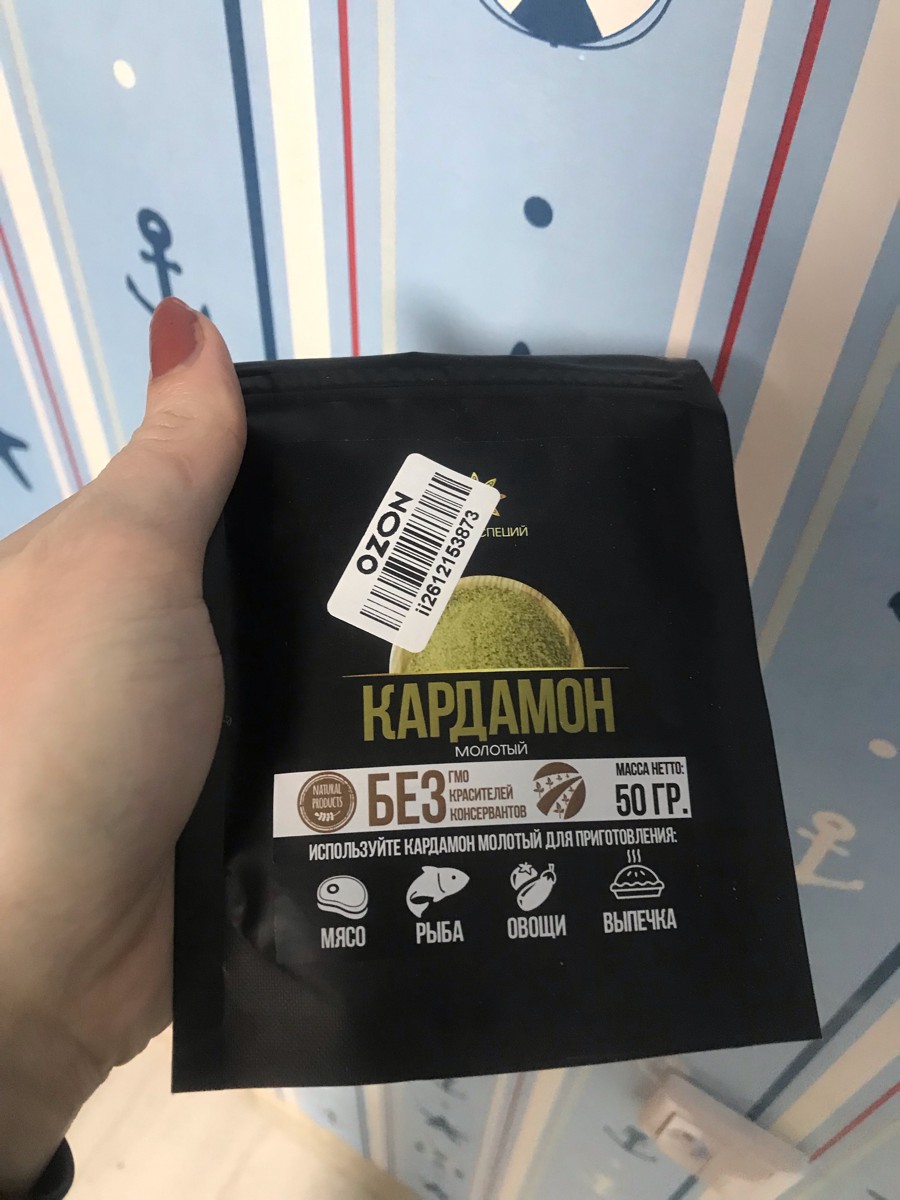 OZON
ii2612153873
СПЕЦИЙ
КАРДАМОН
МОЛОТЫЙ
NATURAL
PRODUCTS
БЕЗ
ГМО
КРАСИТЕЛЕЙ
КОНСЕРВАНТОВ
МАССА НЕТТО:
50 ГР.
ИСПОЛЬЗУЙТЕ КАРДАМОН МОЛОТЫЙ ДЛЯ ПРИГОТОВЛЕНИЯ:
МЯСО РЫБА ОВОЩИ ВЫПЕЧКА